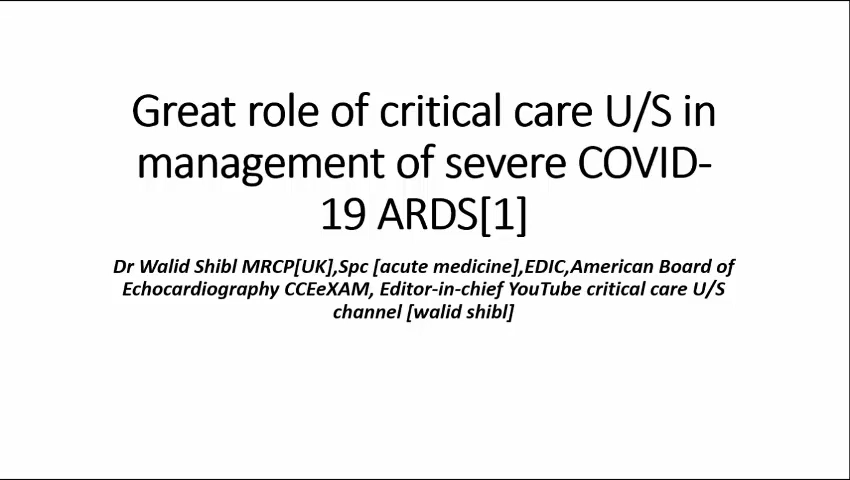 Great role of critical care U/S in
management of severe COVID-
19 ARDS[1]
Dr Walid Shibl MRCP[UK],Spc [acute medicine],EDIC,American Board of
Echocardiography CCEeXAM, Editor-in-chief YouTube critical care U/S
channel [walid shibl]